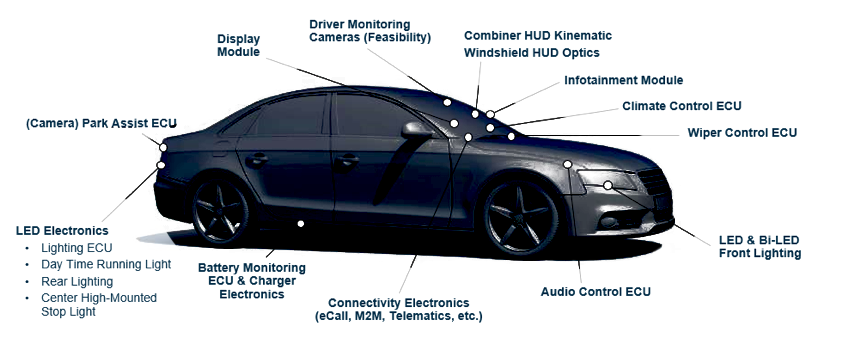 Driver Monitoring
Cameras (Feasibility)
Display
Module
Combiner HUD Kinematic
Windshield HUD Optics
Infotainment Module
Climate Control ECU
Wiper Control ECU
(Camera) Park Assist ECU
LED Electronics
• Lighting ECU
• Day Time Running Light
• Rear Lighting
• Center High-Mounted
Stop Light
Battery Monitoring
ECU & Charger
Electronics
Connectivity Electronics
(eCall, M2M, Telematics, etc.)
Audio Control ECU
LED & Bi-LED
Front Lighting